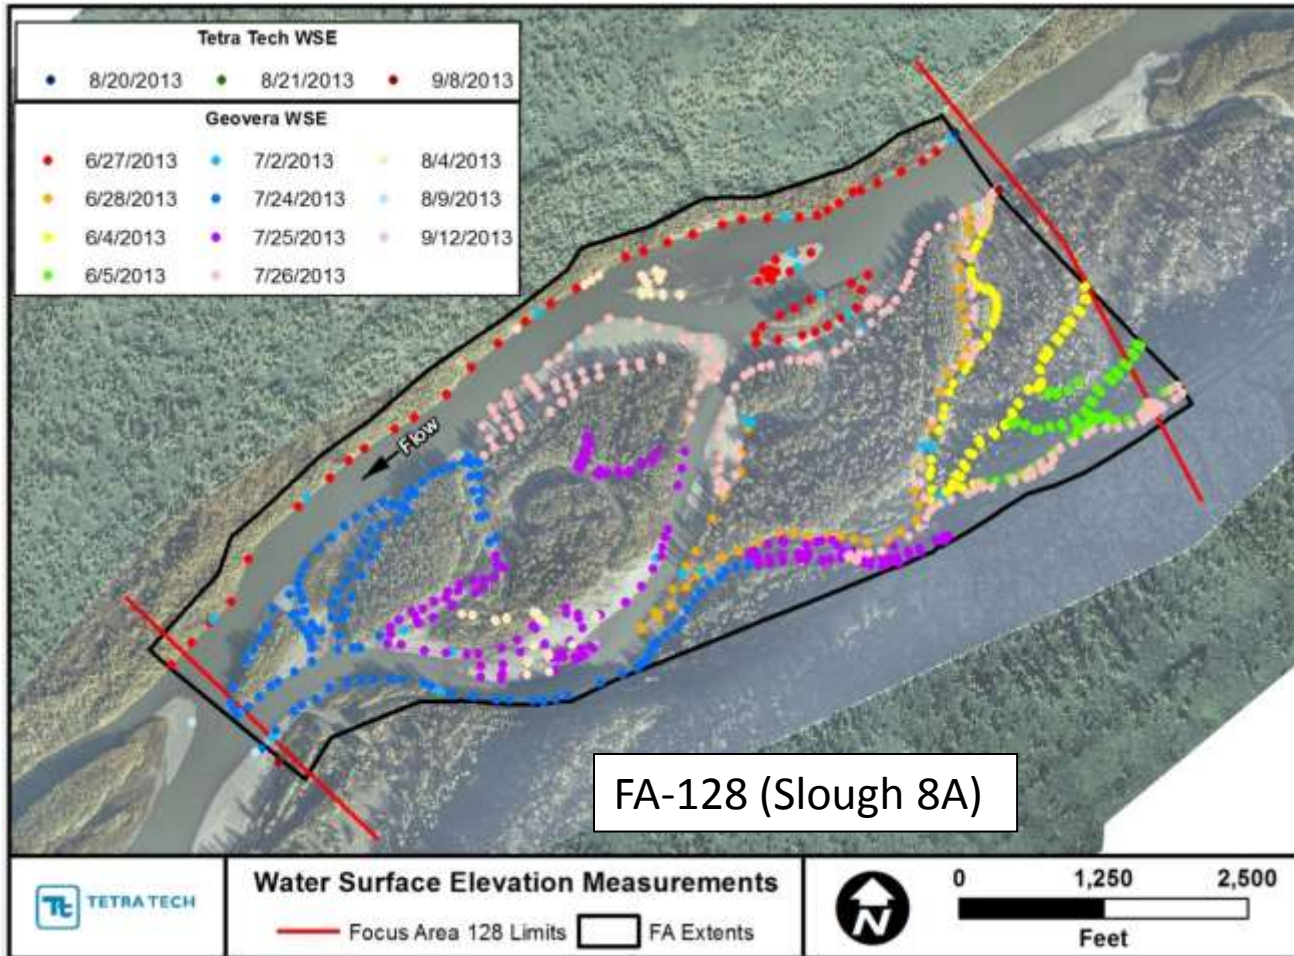 Tetra Tech WSE
8/20/2013 8/21/2013 9/8/2013
Geovera WSE
6/27/2013 7/2/2013 8/4/2013
6/28/2013 7/24/2013 8/9/2013
6/4/2013 7/25/2013 9/12/2013
6/5/2013 7/26/2013
Flow
FA-128 (Slough 8A)
Tt TETRA TECH
Water Surface Elevation Measurements
Focus Area 128 Limits FA Extents
N
0 1,250 2,500
Feet